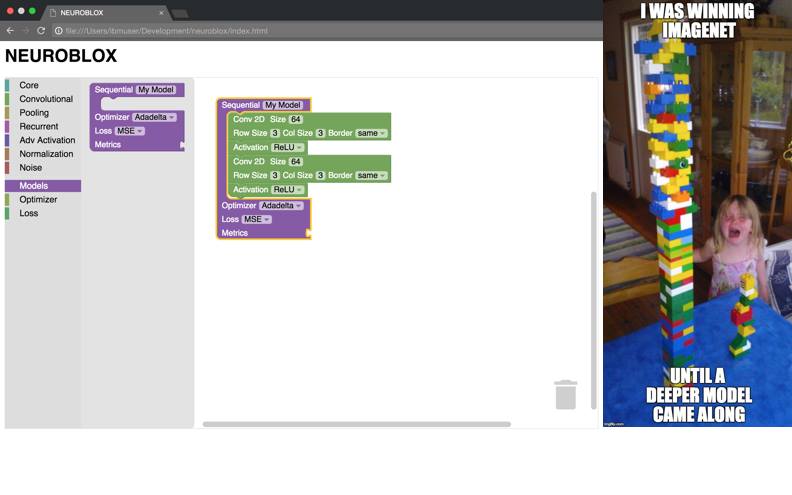 NEUROBLOX
file:///Users/ibmuser/Development/neuroblox/index.html
NEUROBLOX
Core
Convolutional
Pooling
Recurrent
Adv Activation
Normalization
Noise
Models
Optimizer
Loss
Sequential My Model
Optimizer Adadelta
Loss MSE
Metrics
Sequential My Model
Conv 2D Size 64
Row Size 3 Col Size 3 Border same
Activation ReLU
Conv 2D Size 64
Row Size 3 Col Size 3 Border same
Activation ReLU
Optimizer Adadelta
Loss MSE
Metrics
I WAS WINNING
IMAGENET
UNTIL A
DEEPER MODEL
CAME ALONG
imgflip.com